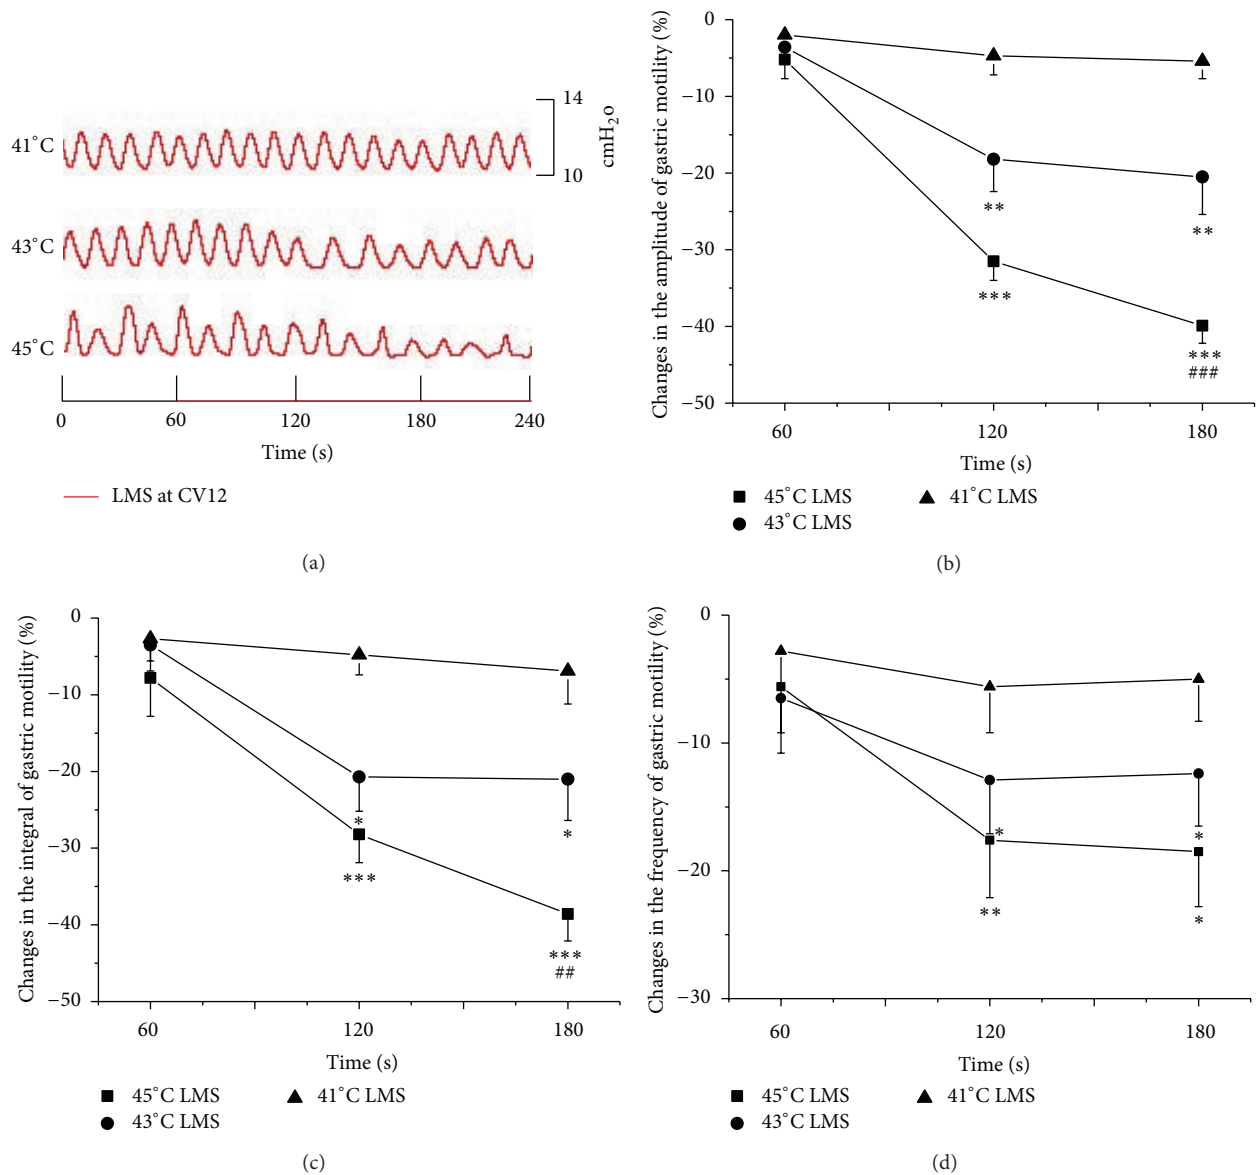 14
41°C
cmH2o
10
43°C
45°C
0 60 120 180 240
Time (s)
LMS at CV12
(a)
Changes in the amplitude of gastric motility (%)
0
−10
−20
−30
−40
−50
**
**
***
***
###
60 120 180
Time (s)
45°C LMS 41°C LMS
43°C LMS
(b)
Changes in the integral of gastric motility (%)
0
−10
−20
−30
−40
−50
*
*
***
***
##
60 120 180
Time (s)
45°C LMS 41°C LMS
43°C LMS
(c)
Changes in the frequency of gastric motility (%)
0
−10
−20
−30
*
*
**
*
60 120 180
Time (s)
45°C LMS 41°C LMS
43°C LMS
(d)